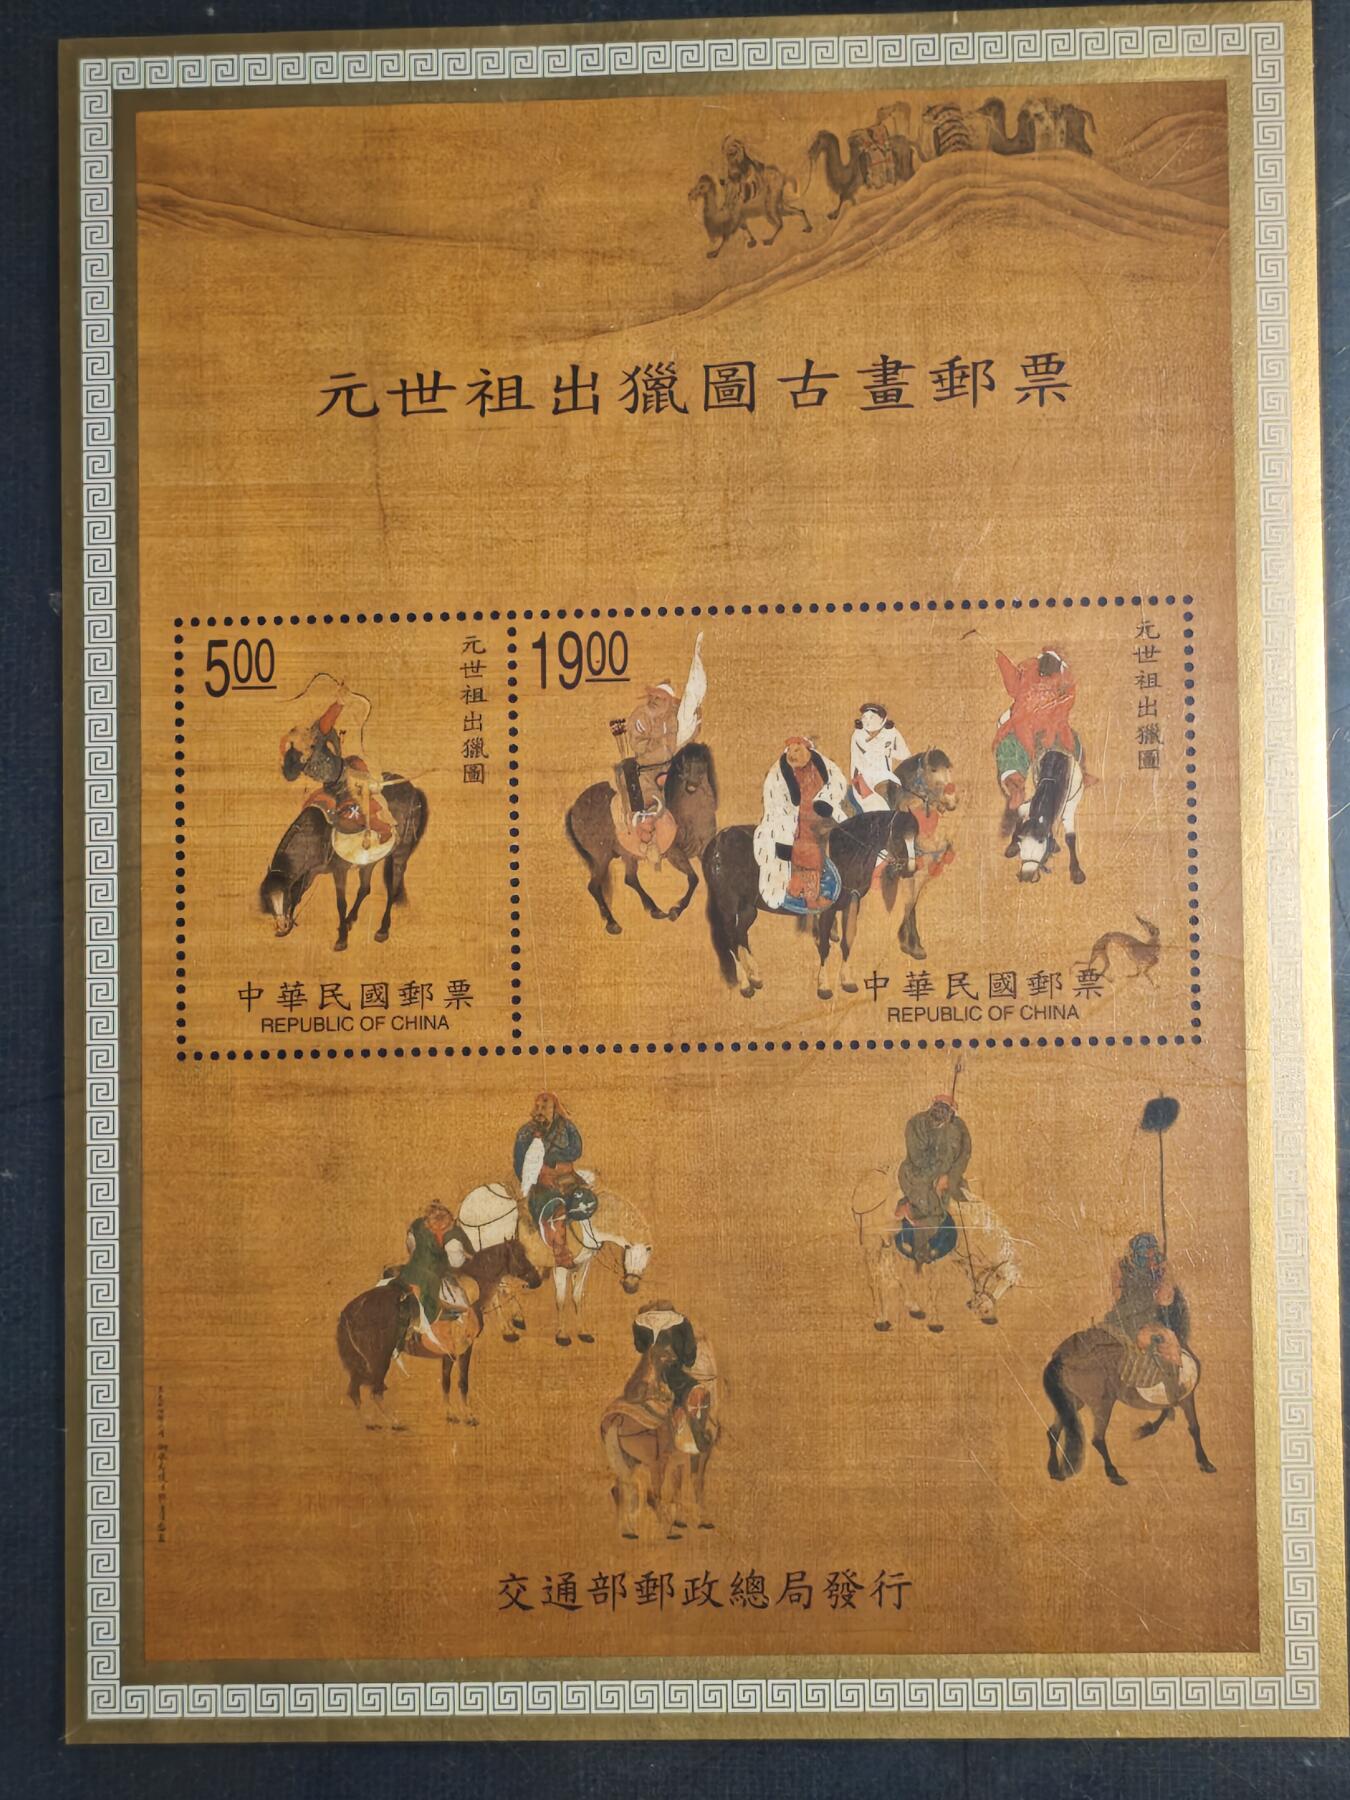 元世祖出獵圖古畫郵票
5.00
元世祖出獵圖
中華民國郵票
REPUBLIC OF CHINA
19.00
元世祖出獵圖
中華民國郵票
REPUBLIC OF CHINA
交通部郵政總局發行